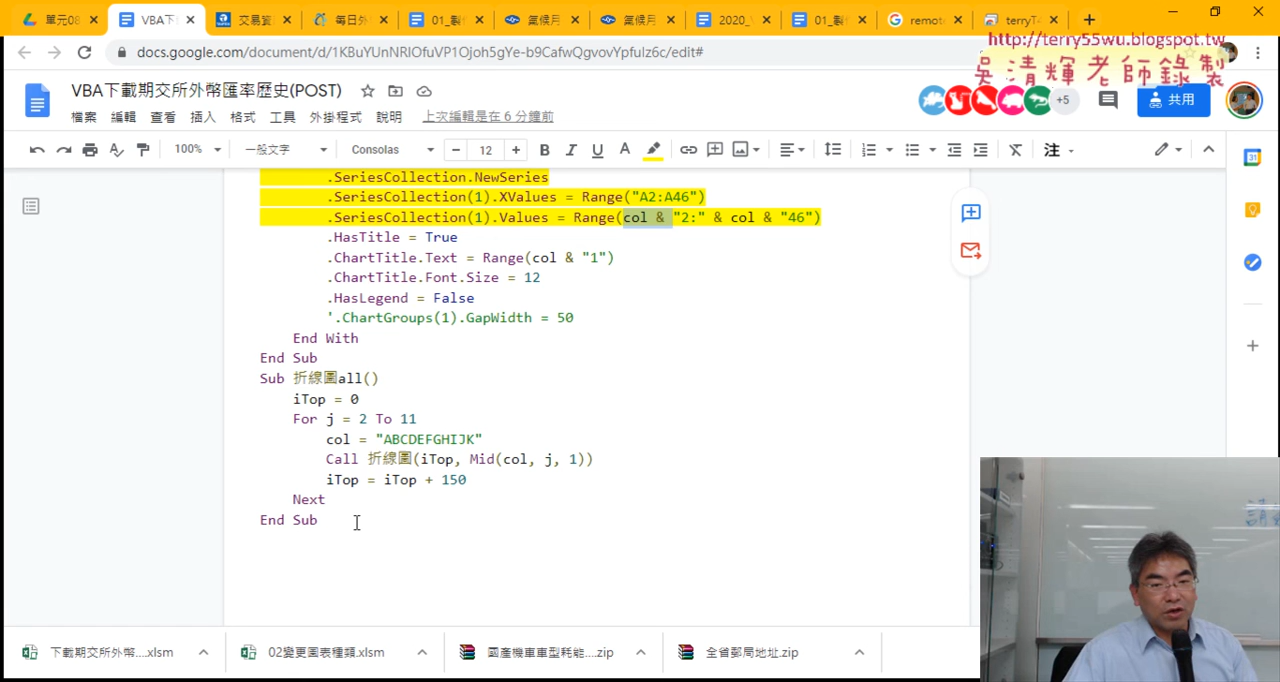 單元08
VBA下
交易資
每日外
01_製
氣候月
氣候月
2020_
01_製
remot
terryT
docs.google.com/document/d/1KBuYUnNRIOfuVP1Ojoh5gYe-b9CafwQgvovYpfuIz6c/edit#
http://terry55wu.blogspot.tw
吳清輝老師錄製
VBA下載期交所外幣匯率歷史(POST)
檔案 編輯 查看 插入 格式 工具 外掛程式 說明 上次編輯是在 6 分鐘前
+5
共用
100% 一般文字 Consolas 12 B I U A 注
31
.SeriesCollection.NewSeries
.SeriesCollection(1).XValues = Range("A2:A46")
.SeriesCollection(1).Values = Range(col & "2:" & col & "46")
.HasTitle = True
.ChartTitle.Text = Range(col & "1")
.ChartTitle.Font.Size = 12
.HasLegend = False
'.ChartGroups(1).GapWidth = 50
End With
End Sub
Sub 折線圖all()
iTop = 0
For j = 2 To 11
col = "ABCDEFGHIJK"
Call 折線圖(iTop, Mid(col, j, 1))
iTop = iTop + 150
Next
End Sub
下載期交所外幣....xlsm
02變更圖表種類.xlsm
國產機車車型耗能....zip
全省郵局地址.zip